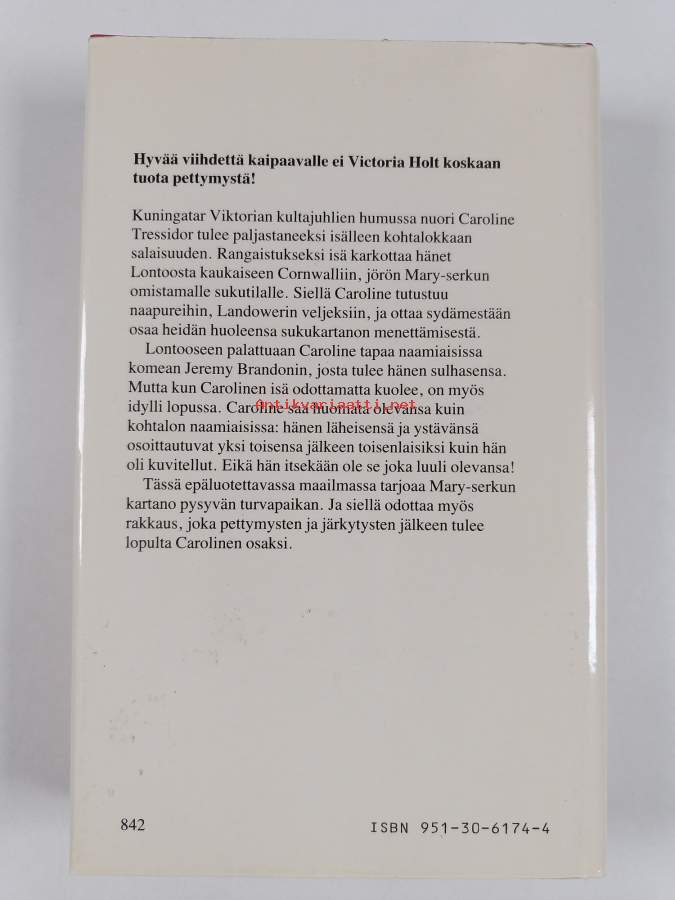 Hyvää viihdettä kaipaavalle ei Victoria Holt koskaan
tuota pettymystä!
Kuningatar Viktorian kultajuhlien humussa nuori Caroline
Tressidor tulee paljastaneeksi isälleen kohtalokkaan
salaisuuden. Rangaistukseksi isä karkottaa hänet
Lontoosta kaukaiseen Cornwalliin, jörön Mary-serkun
omistamalle sukutilalle. Siellä Caroline tutustuu
naapureihin, Landowerin veljeksiin, ja ottaa sydämestään
osaa heidän huoleensa sukukartanon menettämisestä.
Lontooseen palattuaan Caroline tapaa naamiaisissa
komean Jeremy Brandonin, josta tulee hänen sulhasensa.
Mutta kun Carolinen isä odottamatta kuolee, on myös
idylli lopussa. Caroline saa huomata olevansa kuin
Antikvariaatti.net
kohtalon naamiaisissa: hänen läheisensä ja ystävänsä
osoittautuvat yksi toisensa jälkeen toisenlaisiksi kuin hän
oli kuvitellut. Eikä hän itsekään ole se joka luuli olevansa!
Tässä epäluotettavassa maailmassa tarjoaa Mary-serkun
kartano pysyvän turvapaikan. Ja siellä odottaa myös
rakkaus, joka pettymysten ja järkytysten jälkeen tulee
lopulta Carolinen osaksi.
842
ISBN 951-30-6174-4